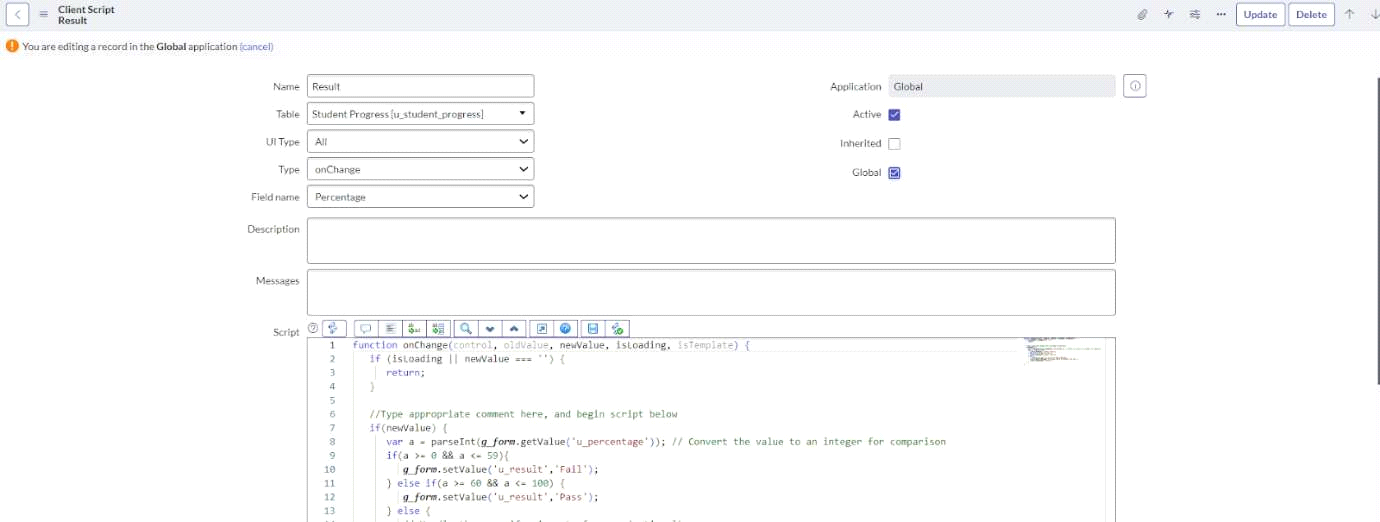 Client Script
Result
Update
Delete
You are editing a record in the Global application (cancel)
Name
Result
Application
Global
Table
Student Progress [u_student_progress]
Active
UI Type
All
Inherited
Type
onChange
Global
Field name
Percentage
Description
Messages
Script
1 function onChange(control, oldValue, newValue, isLoading, isTemplate) {
2 if (isLoading || newValue === '') {
3 return;
4 }
5
6 //Type appropriate comment here, and begin script below
7 if(newValue) {
8 var a = parseInt(g_form.getValue('u_percentage')); // Convert the value to an integer for comparison
9 if(a >= 0 && a <= 59){
10 g_form.setValue('u_result','Fail');
11 } else if(a >= 60 && a <= 100) {
12 g_form.setValue('u_result','Pass');
13 } else {